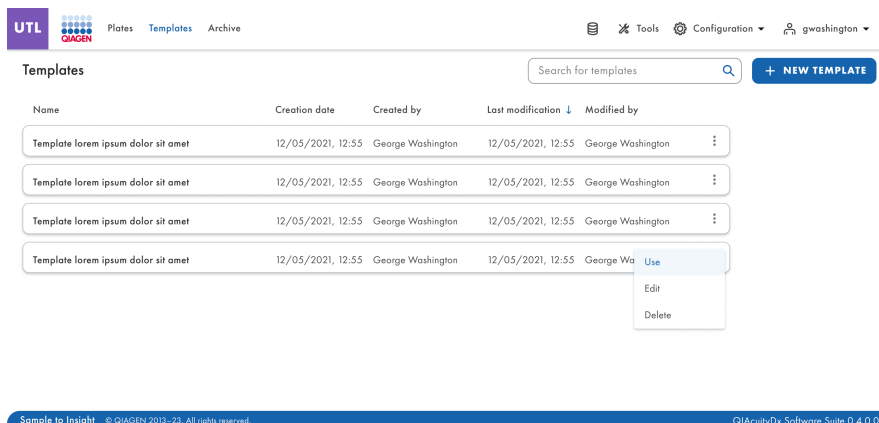 UTL QIAGEN Plates Templates Archive Tools Configuration gwashington
Templates Search for templates + NEW TEMPLATE
Name Creation date Created by Last modification ↓ Modified by
Template lorem ipsum dolor sit amet 12/05/2021, 12:55 George Washington 12/05/2021, 12:55 George Washington
Template lorem ipsum dolor sit amet 12/05/2021, 12:55 George Washington 12/05/2021, 12:55 George Washington
Template lorem ipsum dolor sit amet 12/05/2021, 12:55 George Washington 12/05/2021, 12:55 George Washington
Template lorem ipsum dolor sit amet 12/05/2021, 12:55 George Washington 12/05/2021, 12:55 George Wa
Use
Edit
Delete
Sample to Insight © QIAGEN 2013–23. All rights reserved. QIAcuityDx Software Suite 0.4.0.0